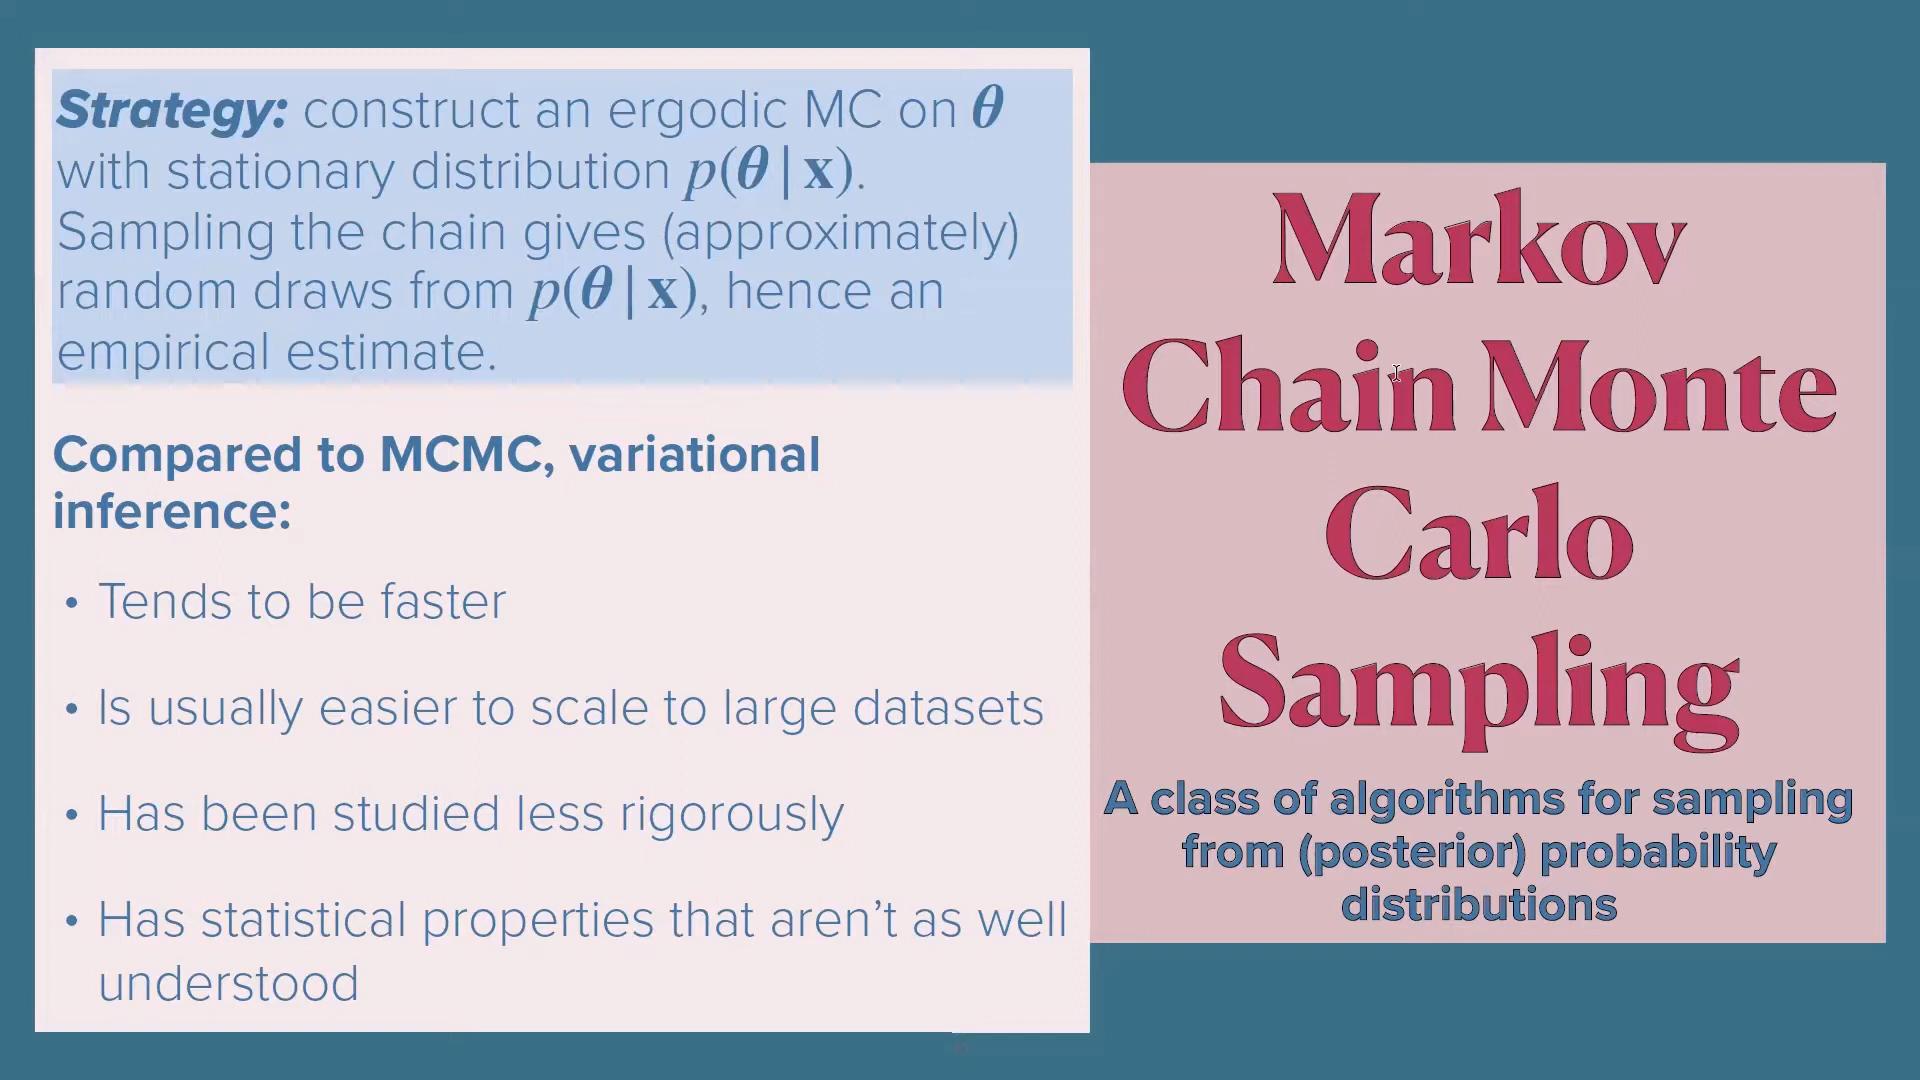 Strategy: construct an ergodic MC on θ
with stationary distribution p(θ | x).
Sampling the chain gives (approximately)
random draws from p(θ | x), hence an
empirical estimate.
Compared to MCMC, variational
inference:
• Tends to be faster
• Is usually easier to scale to large datasets
• Has been studied less rigorously
• Has statistical properties that aren’t as well
understood
Markov
Chain Monte
Carlo
Sampling
A class of algorithms for sampling
from (posterior) probability
distributions